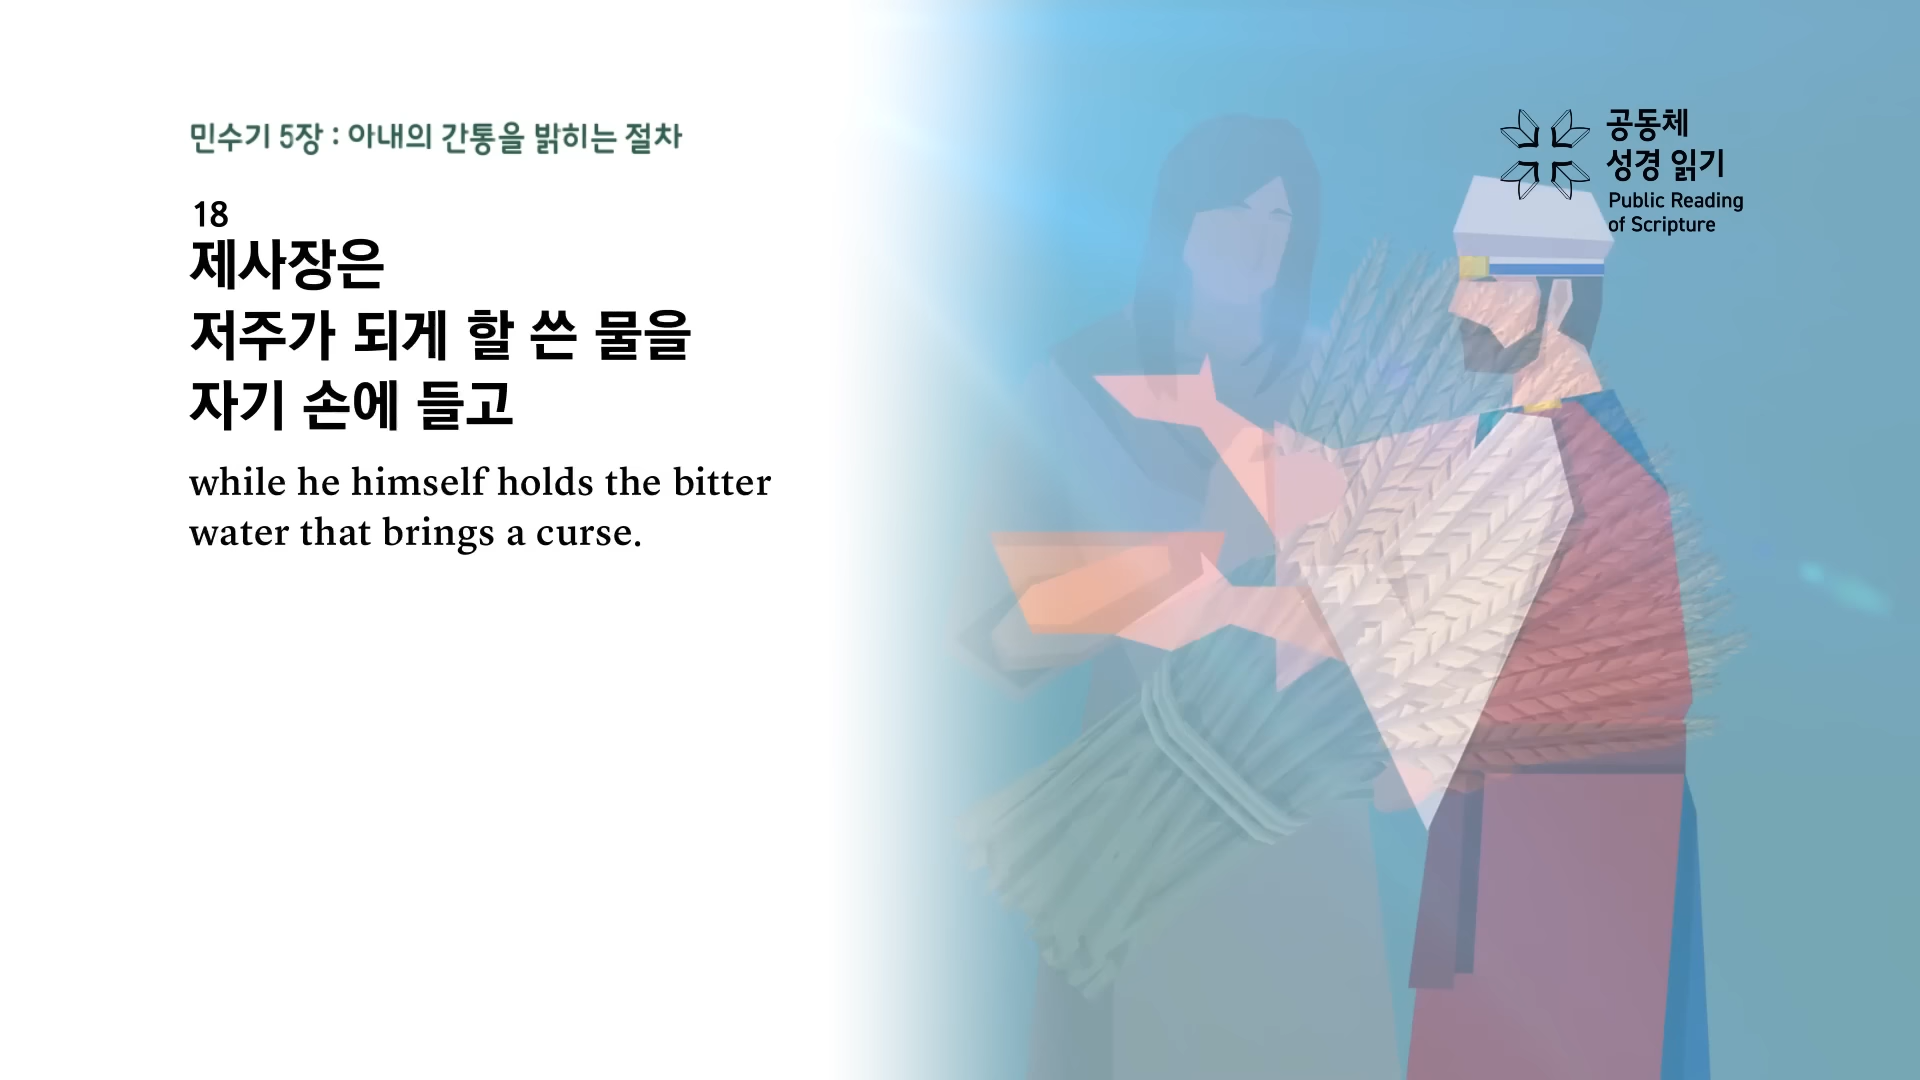 민수기 5장 : 아내의 간통을 밝히는 절차
18
제사장은
저주가 되게 할 쓴 물을
자기 손에 들고
while he himself holds the bitter
water that brings a curse.
공동체
성경 읽기
Public Reading
of Scripture